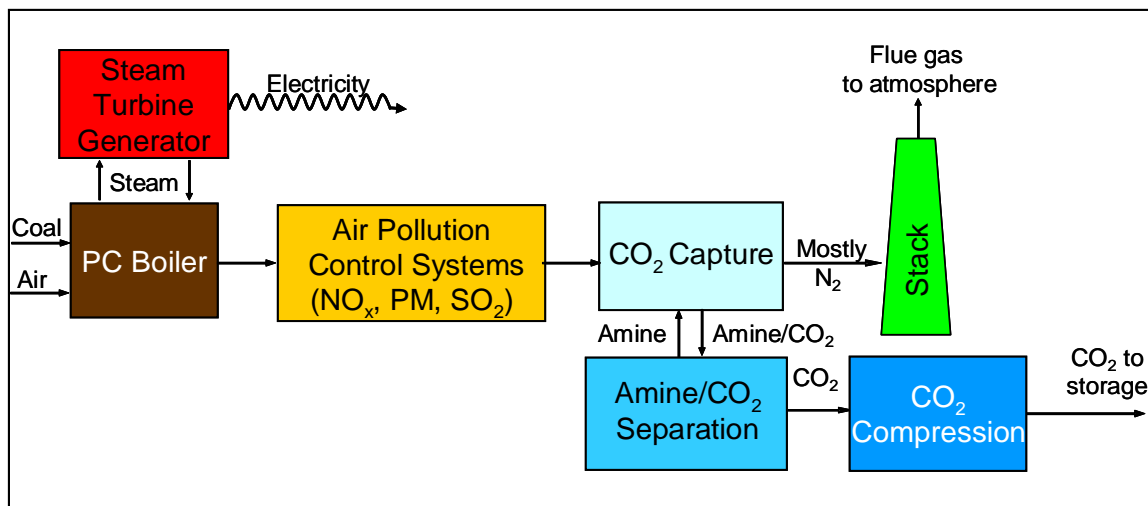 Steam
Turbine
Generator
Electricity
Flue gas
to atmosphere
Steam
Coal
Air
PC Boiler
Air Pollution
Control Systems
(NOₓ, PM, SO₂)
CO₂ Capture
Mostly
N₂
Stack
Amine
Amine/CO₂
Amine/CO₂
Separation
CO₂
CO₂
Compression
CO₂ to
storage